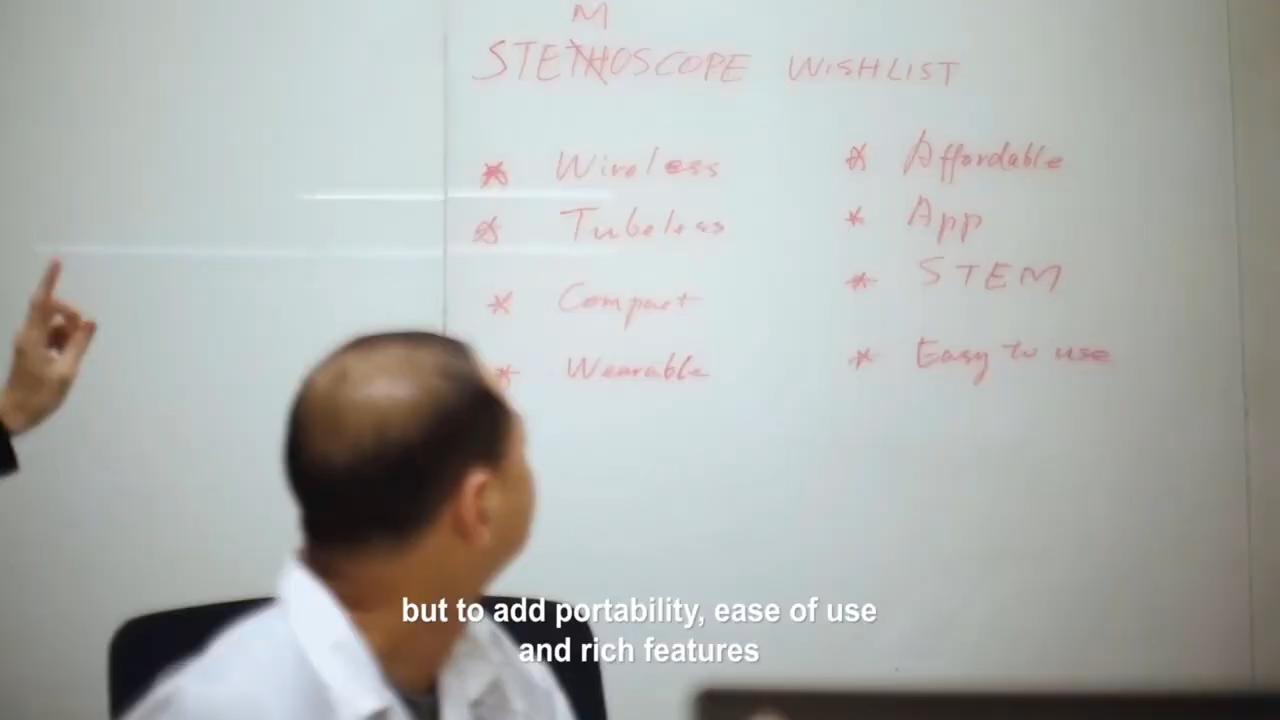 M
STETHOSCOPE WISHLIST
* Wireless
* Tubeless
* Compact
* Wearable
* Affordable
* App
* STEM
* Easy to use
but to add portability, ease of use
and rich features